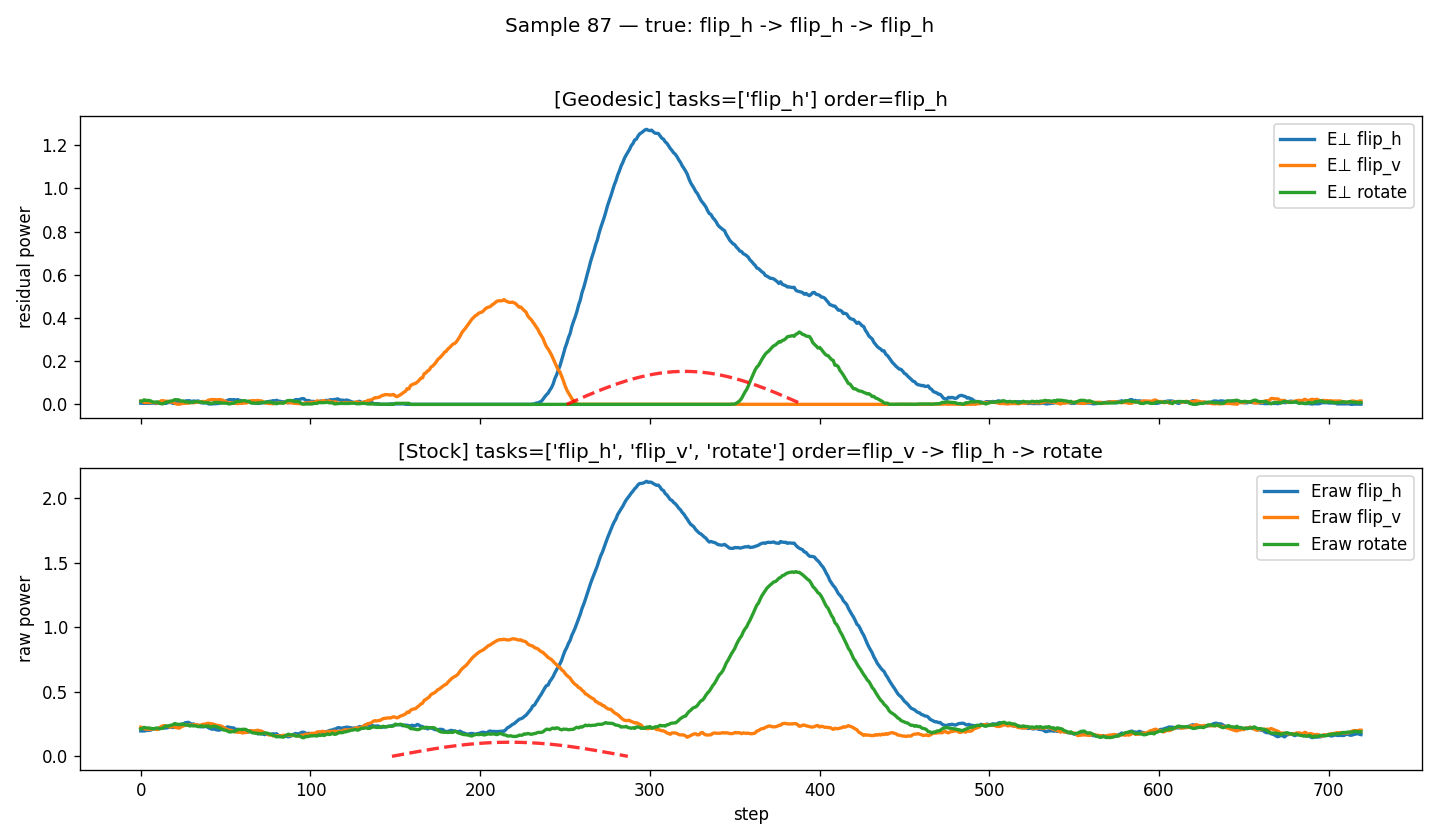 Sample 87 — true: flip_h -> flip_h -> flip_h
[Geodesic] tasks=['flip_h'] order=flip_h
residual power
1.2
1.0
0.8
0.6
0.4
0.2
0.0
E⊥ flip_h
E⊥ flip_v
E⊥ rotate
[Stock] tasks=['flip_h', 'flip_v', 'rotate'] order=flip_v -> flip_h -> rotate
raw power
2.0
1.5
1.0
0.5
0.0
Eraw flip_h
Eraw flip_v
Eraw rotate
0 100 200 300 400 500 600 700
step